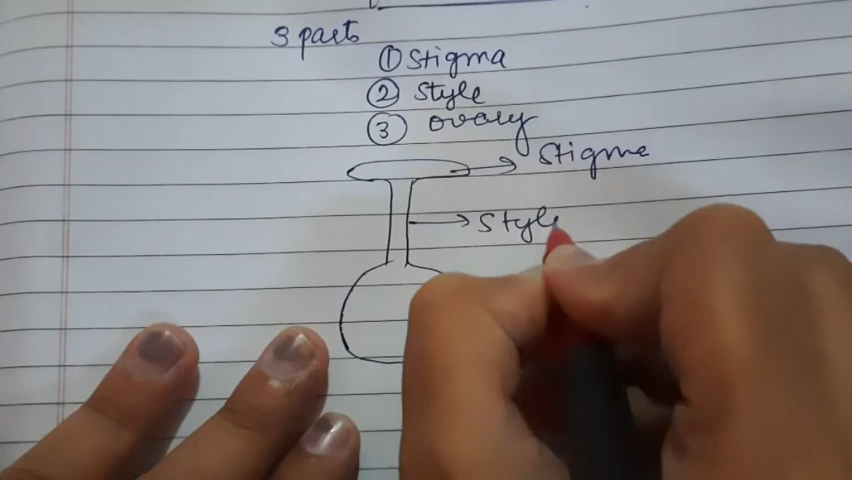 3 parts
① Stigma
② Style
③ ovary
Stigma
Style